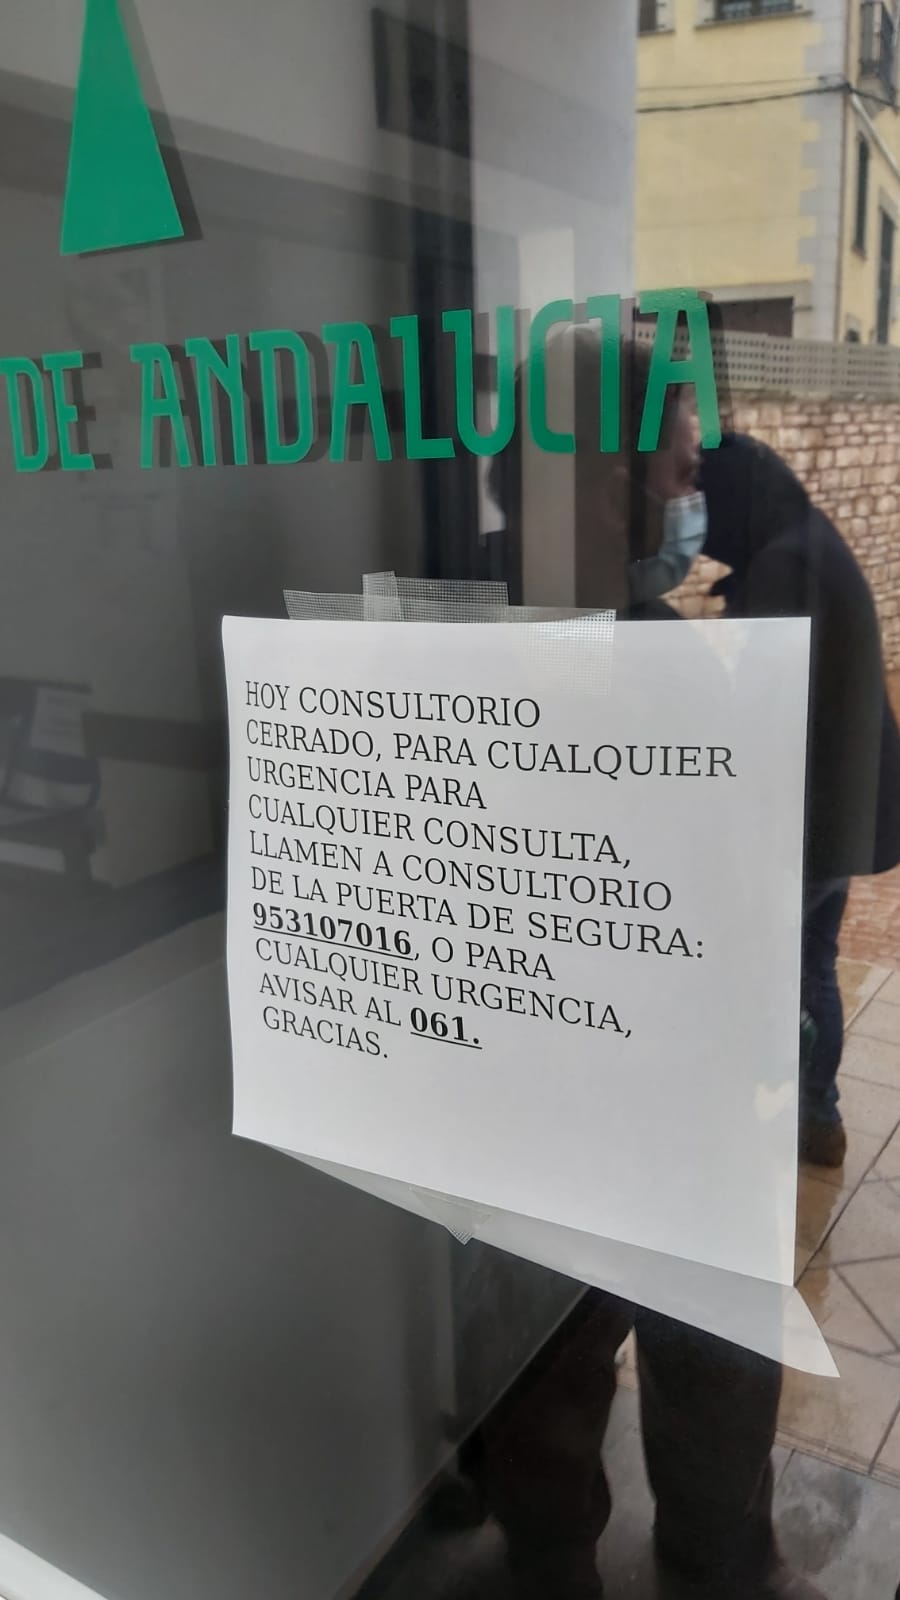 DE ANDALUCIA
HOY CONSULTORIO
CERRADO, PARA CUALQUIER
URGENCIA PARA
CUALQUIER CONSULTA,
LLAMEN A CONSULTORIO
DE LA PUERTA DE SEGURA:
953107016, O PARA
CUALQUIER URGENCIA,
AVISAR AL 061.
GRACIAS.